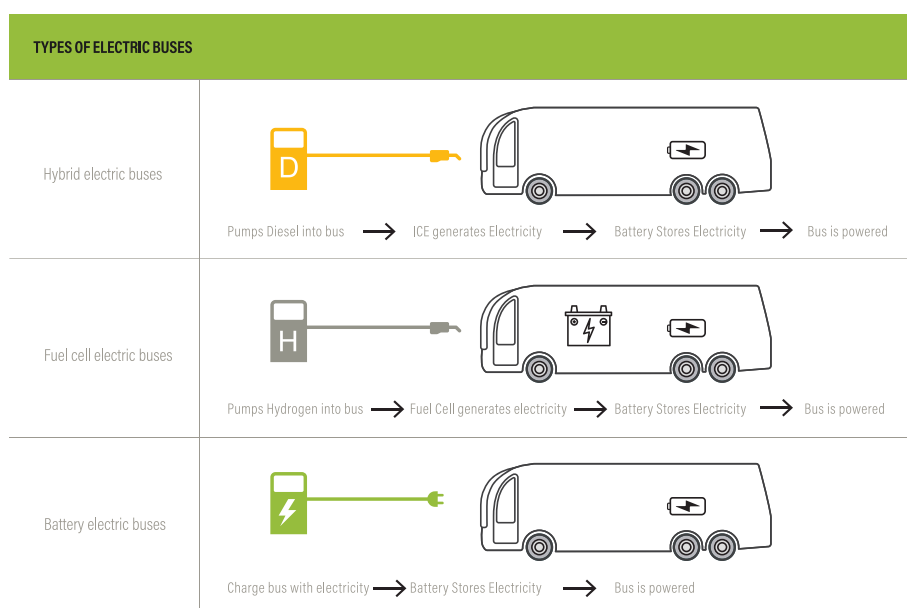 TYPES OF ELECTRIC BUSES
Hybrid electric buses
D
Pumps Diesel into bus → ICE generates Electricity → Battery Stores Electricity → Bus is powered
Fuel cell electric buses
H
Pumps Hydrogen into bus → Fuel Cell generates electricity → Battery Stores Electricity → Bus is powered
Battery electric buses
Charge bus with electricity → Battery Stores Electricity → Bus is powered